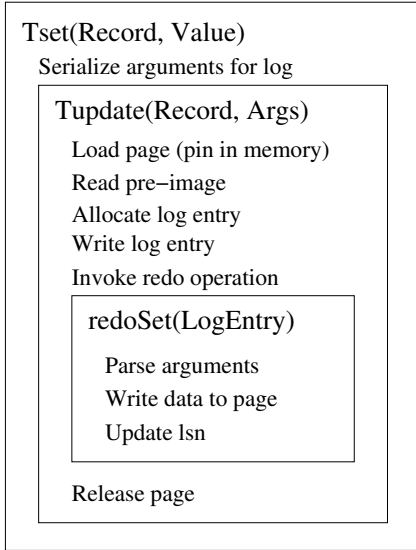 Tset(Record, Value)
Serialize arguments for log
Tupdate(Record, Args)
Load page (pin in memory)
Read pre−image
Allocate log entry
Write log entry
Invoke redo operation
redoSet(LogEntry)
Parse arguments
Write data to page
Update lsn
Release page